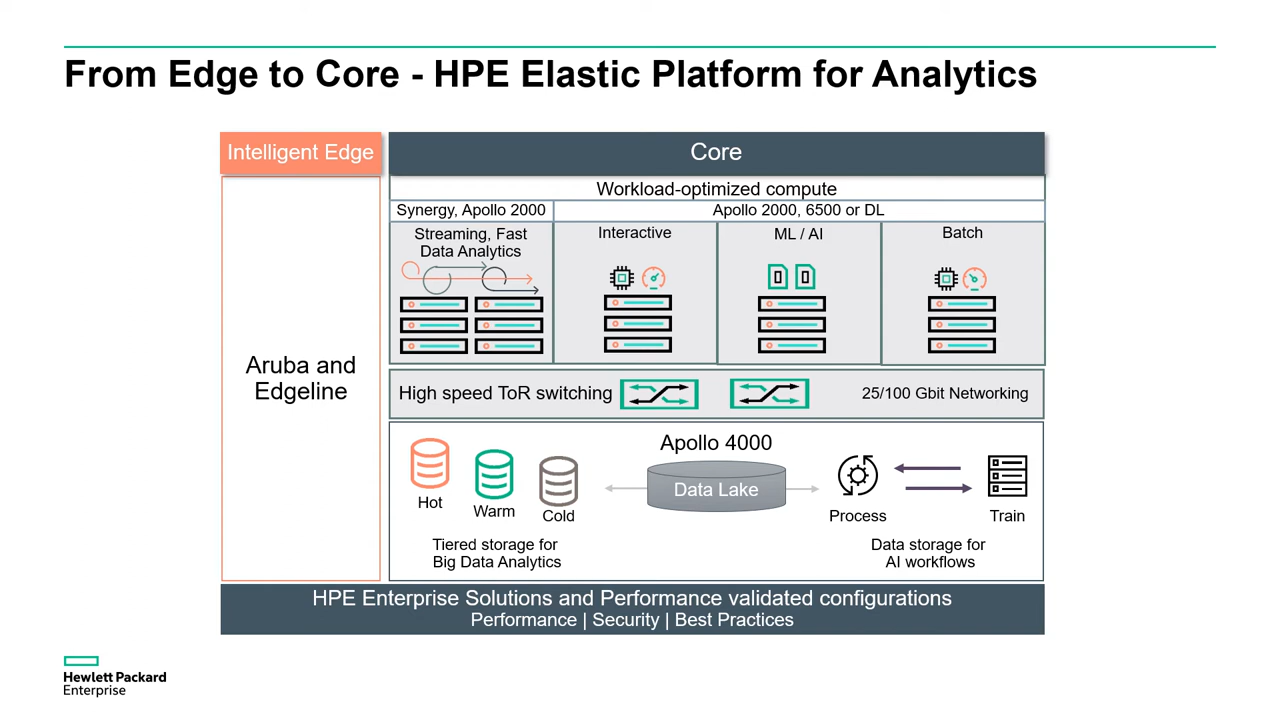 From Edge to Core - HPE Elastic Platform for Analytics
Intelligent Edge
Core
Workload-optimized compute
Synergy, Apollo 2000
Apollo 2000, 6500 or DL
Streaming, Fast
Data Analytics
Interactive
ML / AI
Batch
Aruba and
Edgeline
High speed ToR switching
25/100 Gbit Networking
Apollo 4000
Data Lake
Hot
Warm
Cold
Process
Train
Tiered storage for
Big Data Analytics
Data storage for
AI workflows
HPE Enterprise Solutions and Performance validated configurations
Performance | Security | Best Practices
Hewlett Packard
Enterprise